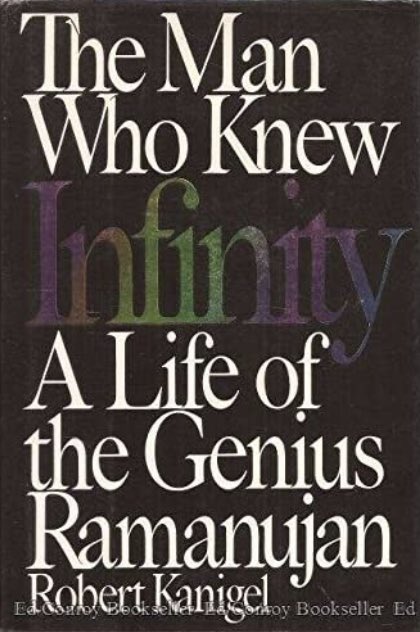 The Man
Who Knew
Infinity
A Life of
the Genius
Ramanujan
Robert Kanigel
Ed Conroy Bookseller Ed Conroy Bookseller Ed